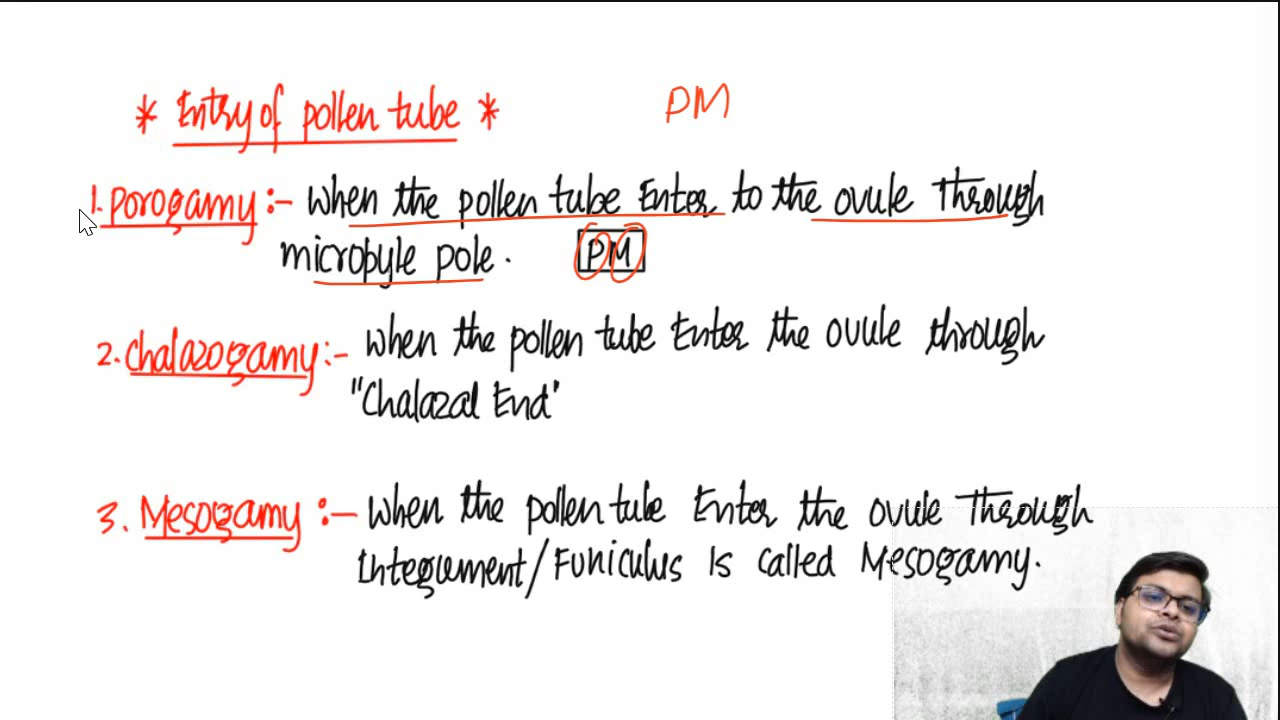 * Entry of pollen tube *
PM
1. Porogamy :- When the pollen tube Enter to the ovule Through
micropyle pole. PM
2. Chalazogamy :- When the pollen tube Enter the ovule through
"Chalazal End"
3. Mesogamy :- When the pollen tube Enter the ovule Through
Integument/Funiculus Is called Mesogamy.